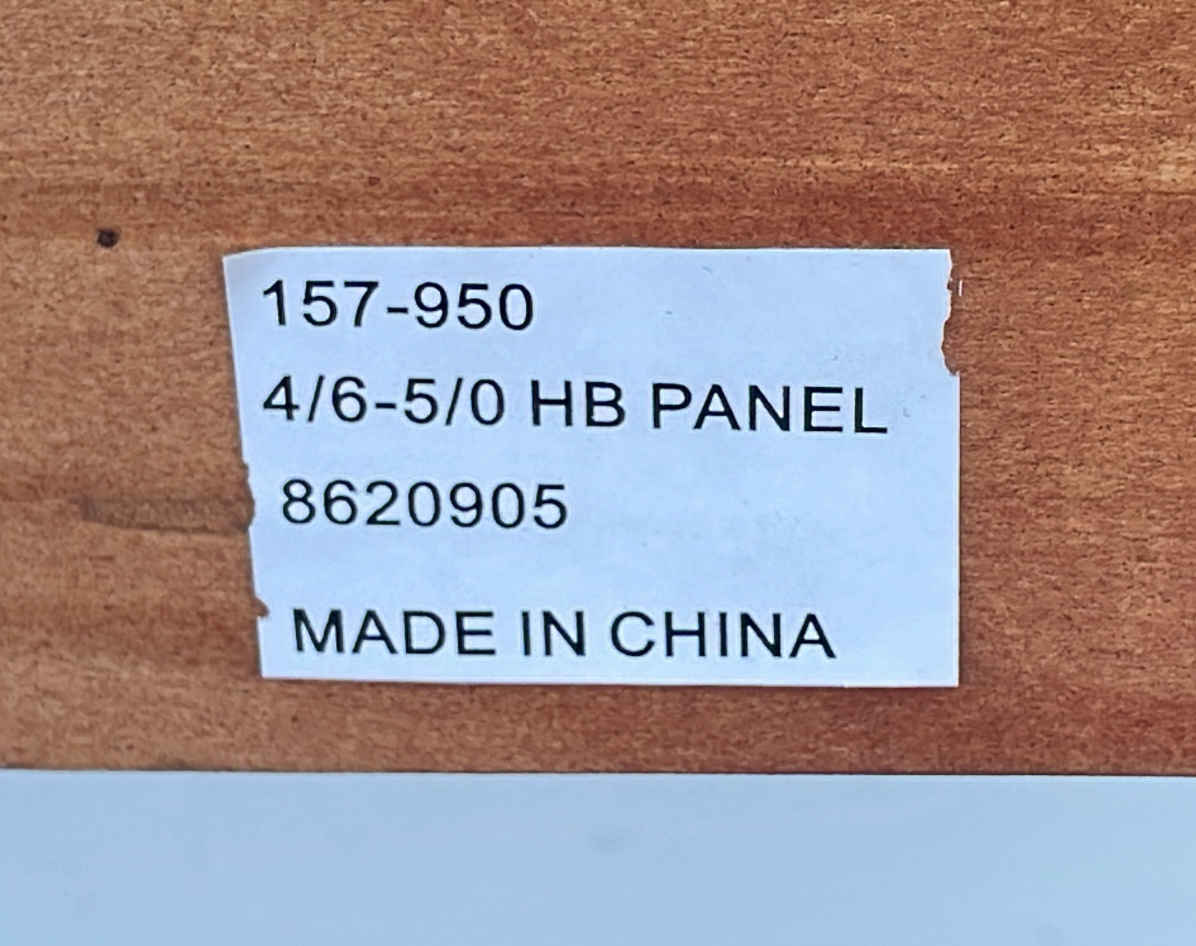 157-950
4/6-5/0 HB PANEL
8620905
MADE IN CHINA